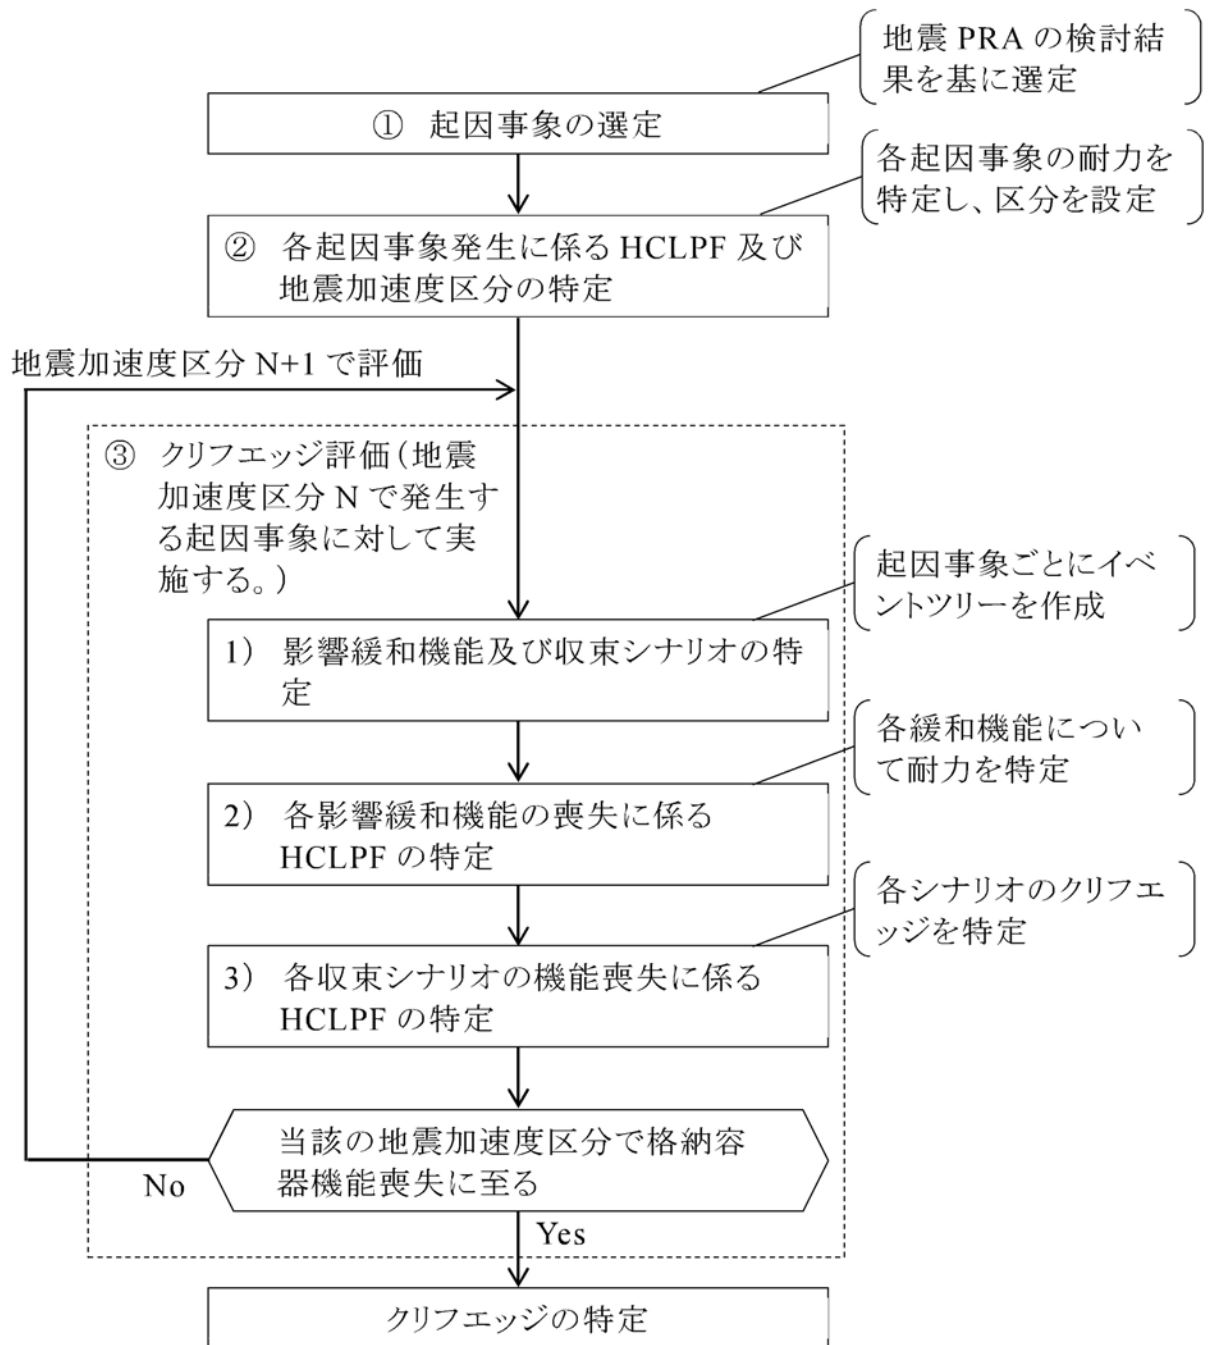 地震 PRA の検討結
果を基に選定
① 起因事象の選定
各起因事象の耐力を
特定し、区分を設定
② 各起因事象発生に係る HCLPF 及び
地震加速度区分の特定
地震加速度区分 N+1 で評価
③ クリフエッジ評価(地震
加速度区分 N で発生す
る起因事象に対して実
施する。)
起因事象ごとにイベ
ントツリーを作成
1) 影響緩和機能及び収束シナリオの特
定
各緩和機能につい
て耐力を特定
2) 各影響緩和機能の喪失に係る
HCLPF の特定
各シナリオのクリフエ
ッジを特定
3) 各収束シナリオの機能喪失に係る
HCLPF の特定
当該の地震加速度区分で格納容
器機能喪失に至る
No
Yes
クリフエッジの特定